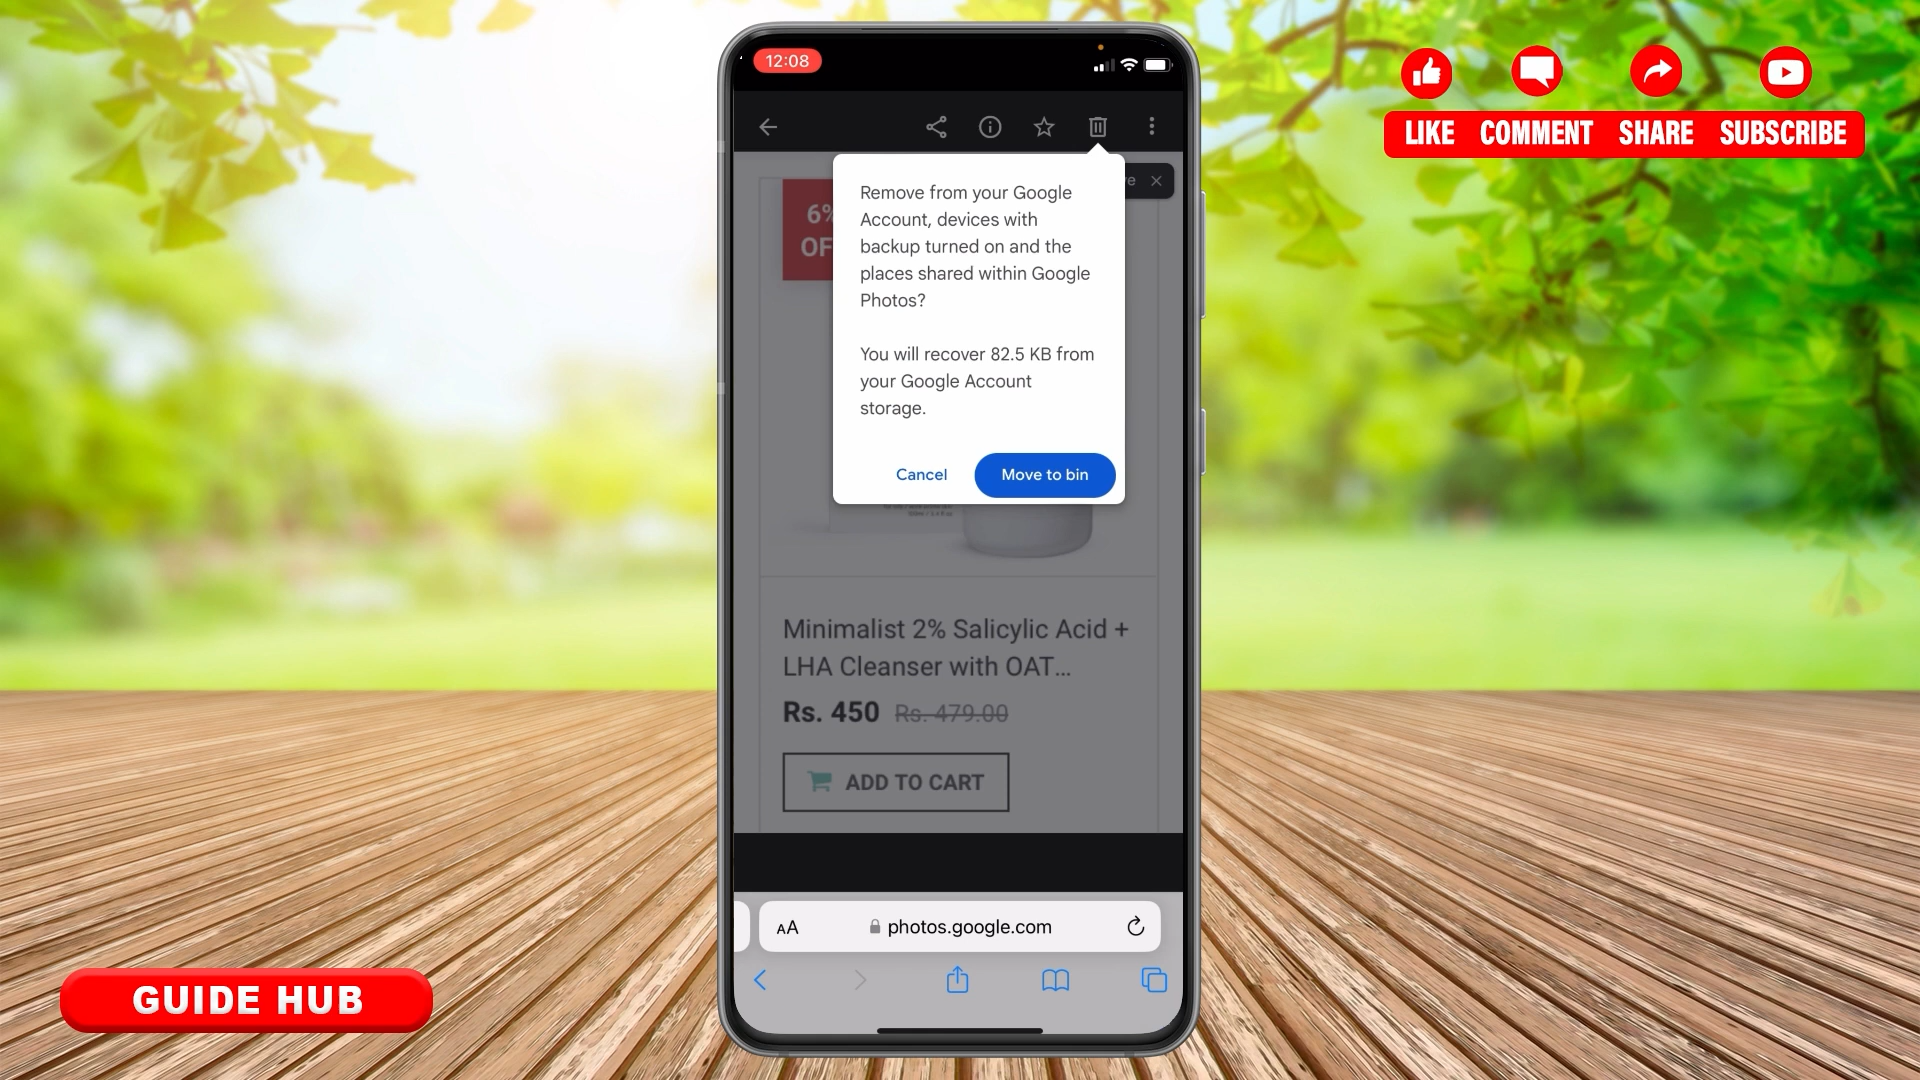 12:08
LIKE COMMENT SHARE SUBSCRIBE
6%
OF
Remove from your Google
Account, devices with
backup turned on and the
places shared within Google
Photos?
You will recover 82.5 KB from
your Google Account
storage.
Cancel Move to bin
Minimalist 2% Salicylic Acid +
LHA Cleanser with OAT...
Rs. 450 Rs. 479.00
ADD TO CART
AA photos.google.com
GUIDE HUB